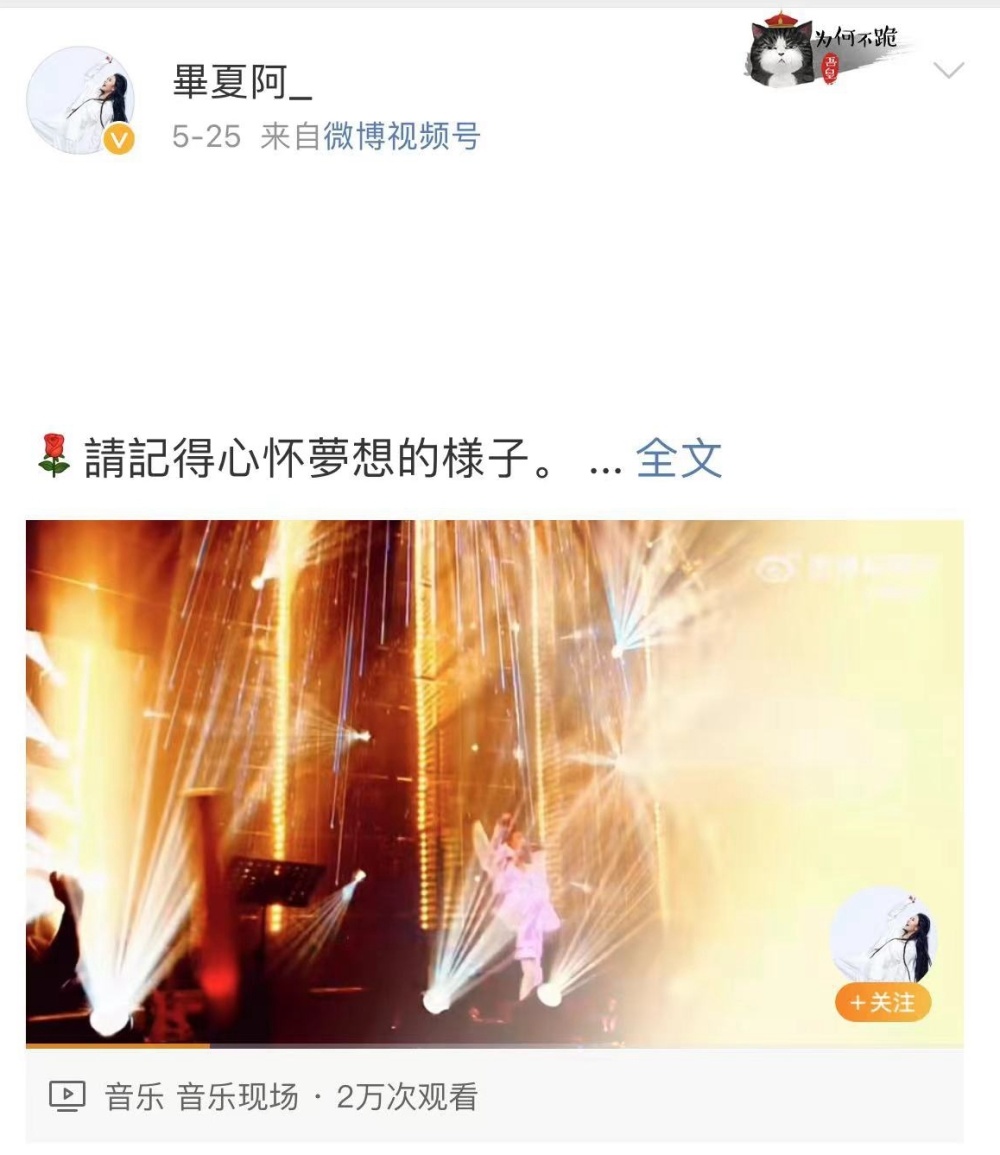 畢夏阿_
为何不跪
吾皇
5-25 来自微博视频号
🌹請記得心怀夢想的様子。 ... 全文
+关注
音乐 音乐现场 · 2万次观看